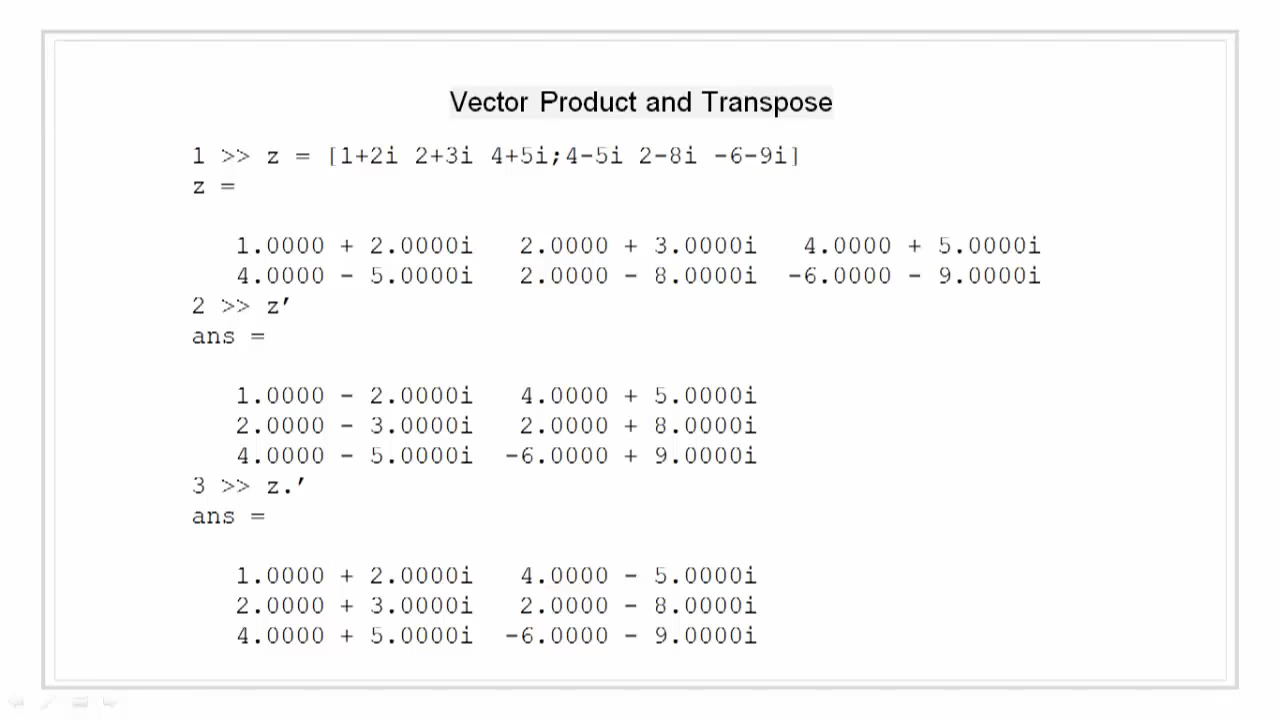 Vector Product and Transpose
1 >> z = [1+2i 2+3i 4+5i;4-5i 2-8i -6-9i]
z =
1.0000 + 2.0000i 2.0000 + 3.0000i 4.0000 + 5.0000i
4.0000 - 5.0000i 2.0000 - 8.0000i -6.0000 - 9.0000i
2 >> z′
ans =
1.0000 - 2.0000i 4.0000 + 5.0000i
2.0000 - 3.0000i 2.0000 + 8.0000i
4.0000 - 5.0000i -6.0000 + 9.0000i
3 >> z.′
ans =
1.0000 + 2.0000i 4.0000 - 5.0000i
2.0000 + 3.0000i 2.0000 - 8.0000i
4.0000 + 5.0000i -6.0000 - 9.0000i